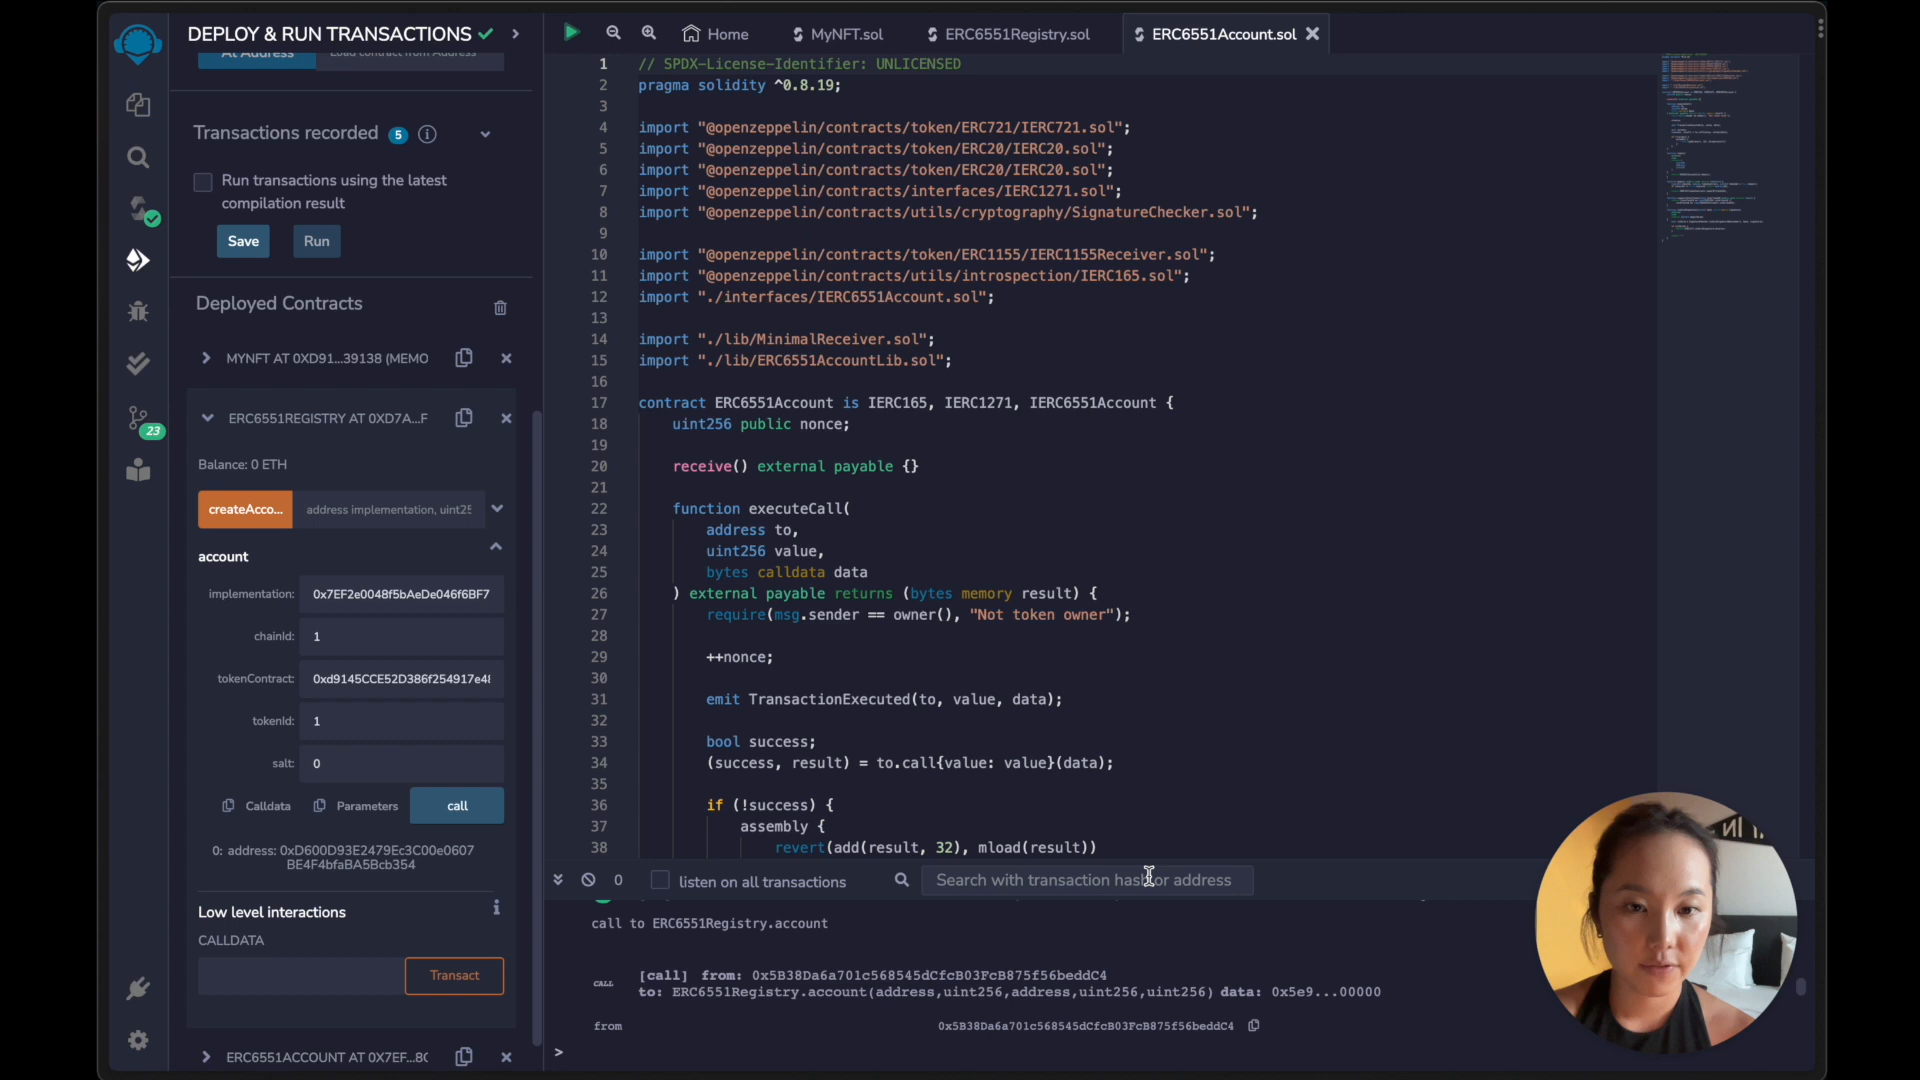 DEPLOY & RUN TRANSACTIONS
At Address
Load contract from Address
Transactions recorded 5
Run transactions using the latest
compilation result
Save
Run
Deployed Contracts
MYNFT AT 0XD91...39138 (MEMO
ERC6551REGISTRY AT 0XD7A...F
Balance: 0 ETH
createAcco...
address implementation, uint25
account
implementation: 0x7EF2e0048f5bAeDe046f6BF7
chainId: 1
tokenContract: 0xd9145CCE52D386f254917e48
tokenId: 1
salt: 0
Calldata
Parameters
call
0: address: 0xD600D93E2479Ec3C00e0607
BE4F4bfaBA5Bcb354
Low level interactions
CALLDATA
Transact
ERC6551ACCOUNT AT 0X7EF...8C
23
Home
MyNFT.sol
ERC6551Registry.sol
ERC6551Account.sol
1 // SPDX-License-Identifier: UNLICENSED
2 pragma solidity ^0.8.19;
3
4 import "@openzeppelin/contracts/token/ERC721/IERC721.sol";
5 import "@openzeppelin/contracts/token/ERC20/IERC20.sol";
6 import "@openzeppelin/contracts/token/ERC20/IERC20.sol";
7 import "@openzeppelin/contracts/interfaces/IERC1271.sol";
8 import "@openzeppelin/contracts/utils/cryptography/SignatureChecker.sol";
9
10 import "@openzeppelin/contracts/token/ERC1155/IERC1155Receiver.sol";
11 import "@openzeppelin/contracts/utils/introspection/IERC165.sol";
12 import "./interfaces/IERC6551Account.sol";
13
14 import "./lib/MinimalReceiver.sol";
15 import "./lib/ERC6551AccountLib.sol";
16
17 contract ERC6551Account is IERC165, IERC1271, IERC6551Account {
18 uint256 public nonce;
19
20 receive() external payable {}
21
22 function executeCall(
23 address to,
24 uint256 value,
25 bytes calldata data
26 ) external payable returns (bytes memory result) {
27 require(msg.sender == owner(), "Not token owner");
28
29 ++nonce;
30
31 emit TransactionExecuted(to, value, data);
32
33 bool success;
34 (success, result) = to.call{value: value}(data);
35
36 if (!success) {
37 assembly {
38 revert(add(result, 32), mload(result))
0
listen on all transactions
Search with transaction hash or address
call to ERC6551Registry.account
CALL
[call] from: 0x5B38Da6a701c568545dCfcB03FcB875f56beddC4
to: ERC6551Registry.account(address,uint256,address,uint256,uint256) data: 0x5e9...00000
from 0x5B38Da6a701c568545dCfcB03FcB875f56beddC4
>